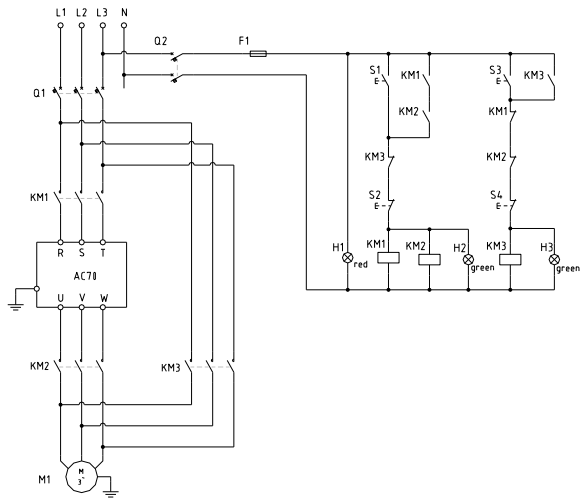 L1 L2 L3 N
Q2 F1
Q1
S1 KM1 S3 KM3
KM2 KM1
KM3 KM2
KM1 S2 S4
R S T
AC70
H1 red KM1 KM2 H2 green KM3 H3 green
U V W
KM2 KM3
M1 M 3~